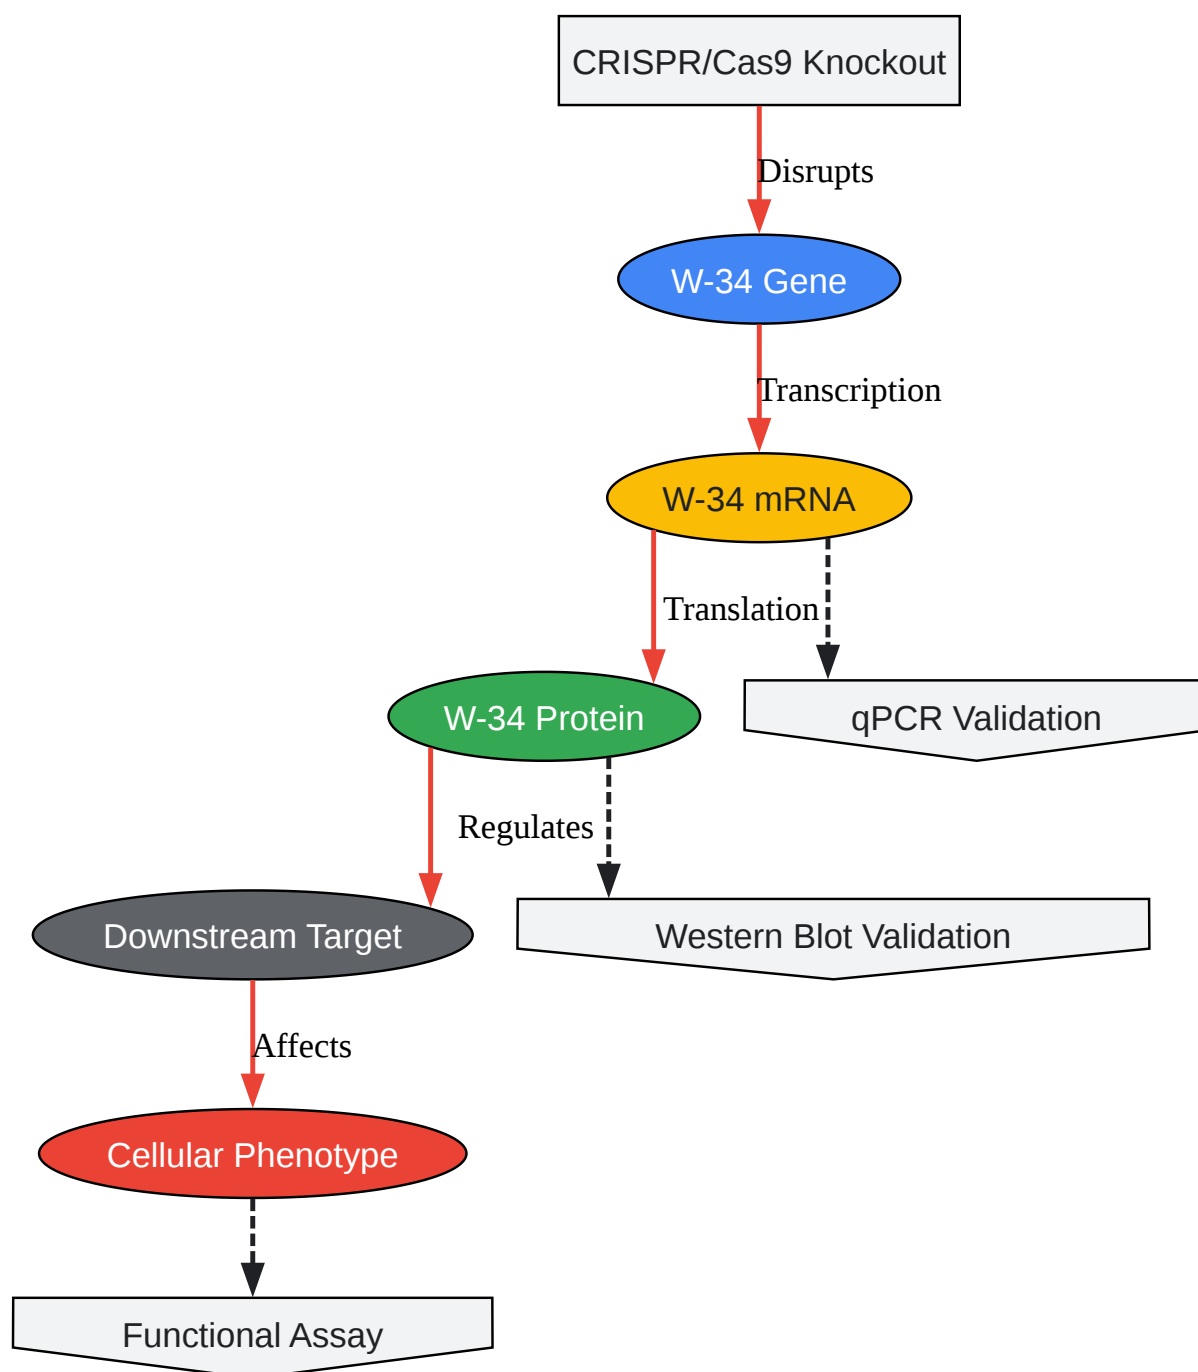 CRISPR/Cas9 Knockout
Disrupts
W-34 Gene
Transcription
W-34 mRNA
Translation
W-34 Protein
qPCR Validation
Regulates
Downstream Target
Western Blot Validation
Affects
Cellular Phenotype
Functional Assay